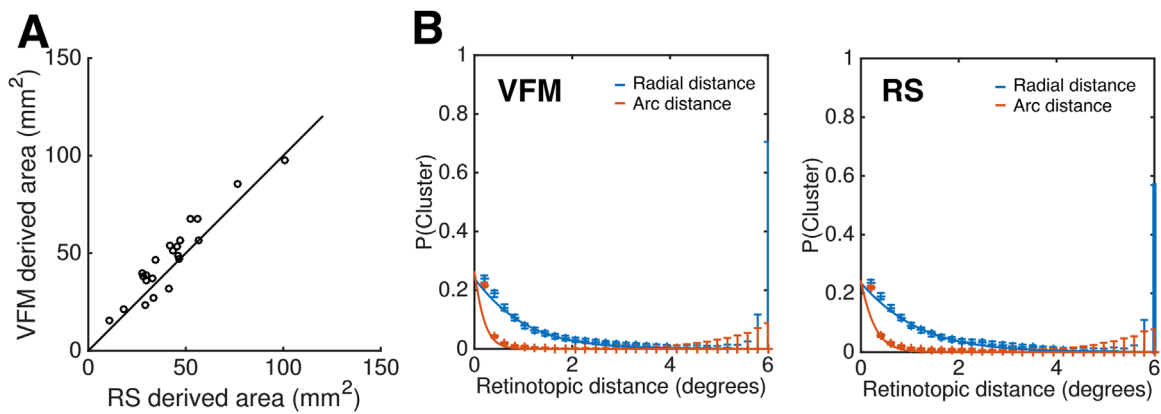 A
VFM derived area (mm²)
150
100
50
0
0
50
100
150
RS derived area (mm²)
B
P(Cluster)
1
0.8
0.6
0.4
0.2
0
VFM
Radial distance
Arc distance
0
2
4
6
Retinotopic distance (degrees)
P(Cluster)
1
0.8
0.6
0.4
0.2
0
RS
Radial distance
Arc distance
0
2
4
6
Retinotopic distance (degrees)